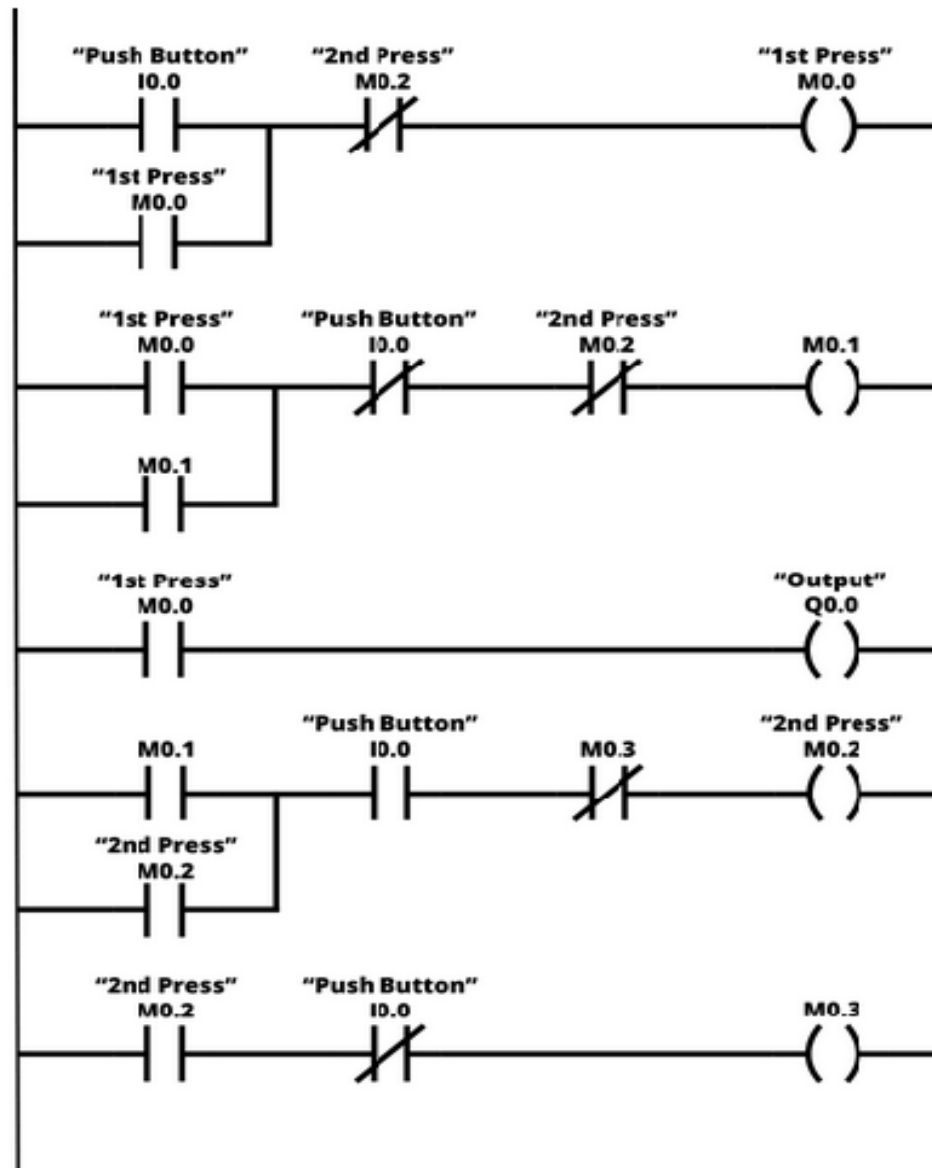 “Push Button” “2nd Press” “1st Press”
I0.0 M0.2 M0.0
“1st Press”
M0.0
“1st Press” “Push Button” “2nd Press”
M0.0 I0.0 M0.2 M0.1
M0.1
“1st Press” “Output”
M0.0 Q0.0
“Push Button” “2nd Press”
M0.1 I0.0 M0.3 M0.2
“2nd Press”
M0.2
“2nd Press” “Push Button”
M0.2 I0.0 M0.3